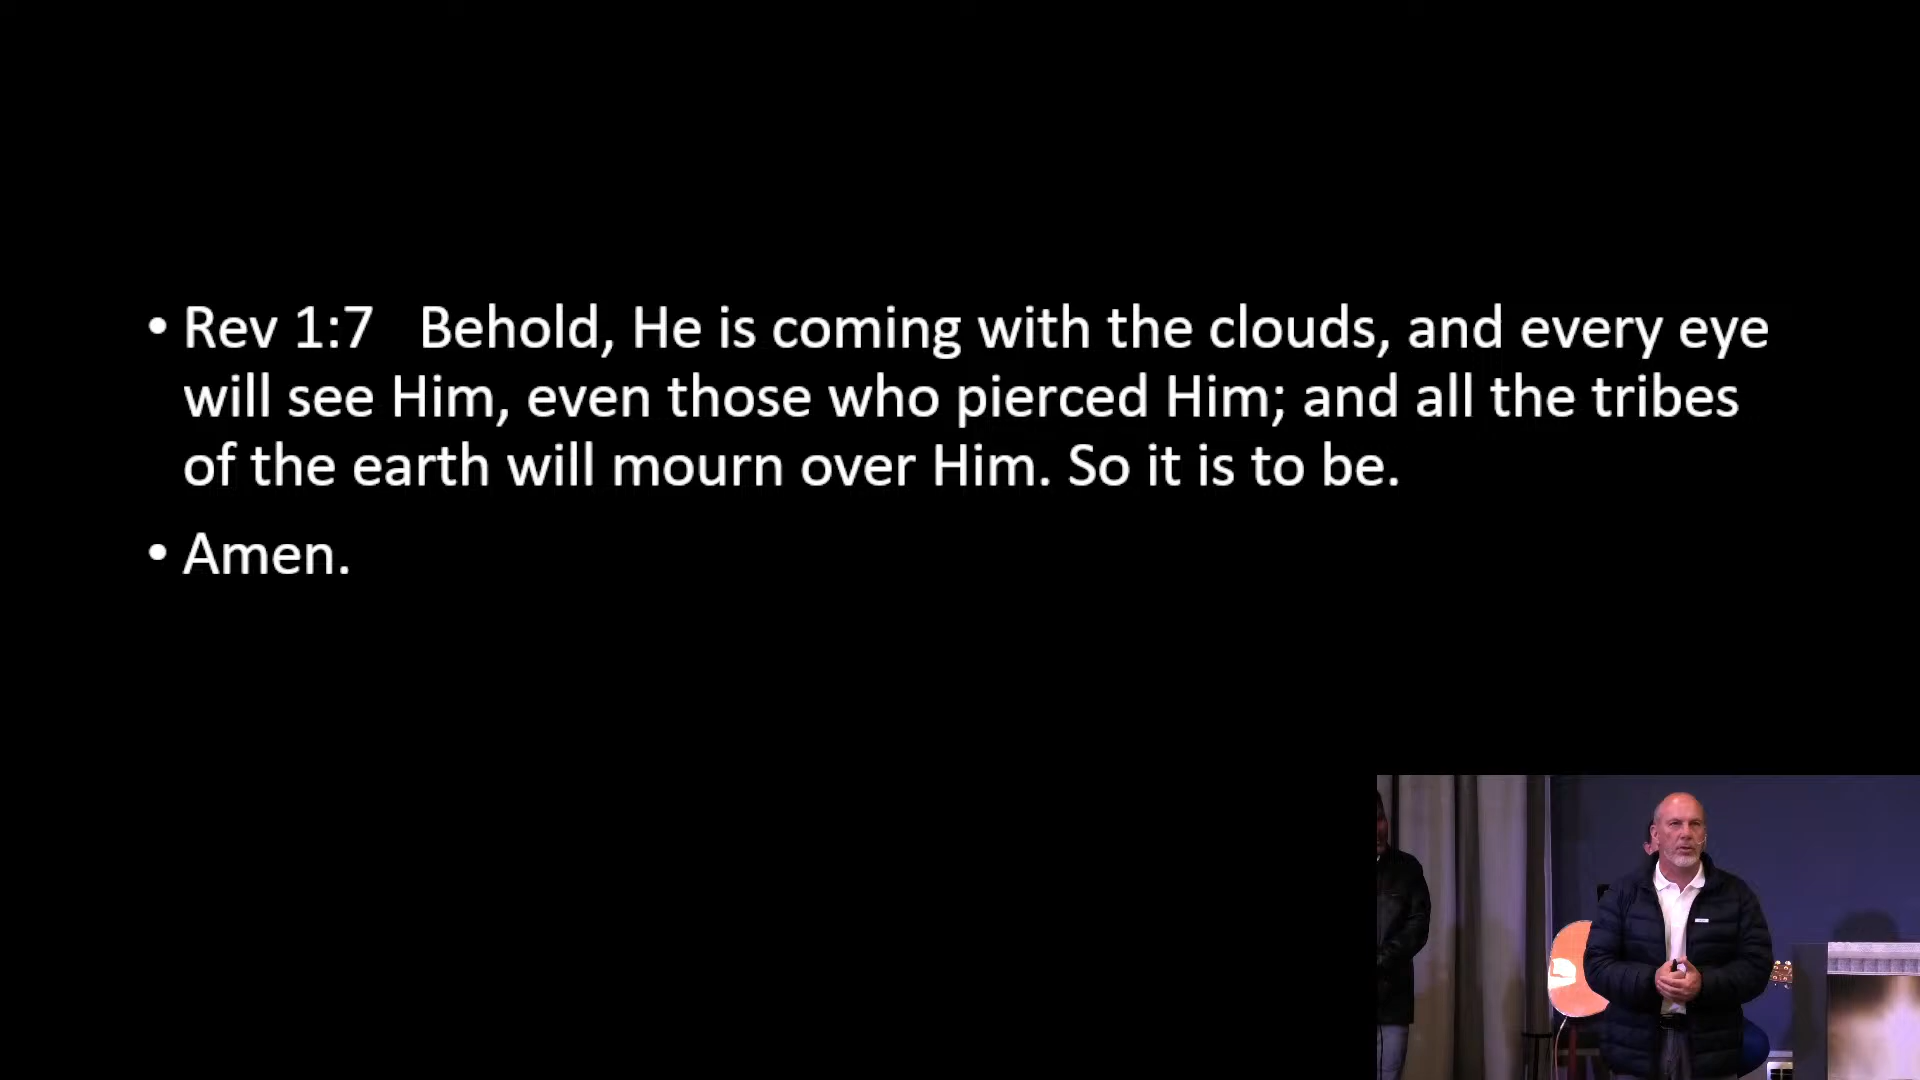 • Rev 1:7   Behold, He is coming with the clouds, and every eye
will see Him, even those who pierced Him; and all the tribes
of the earth will mourn over Him. So it is to be.
• Amen.